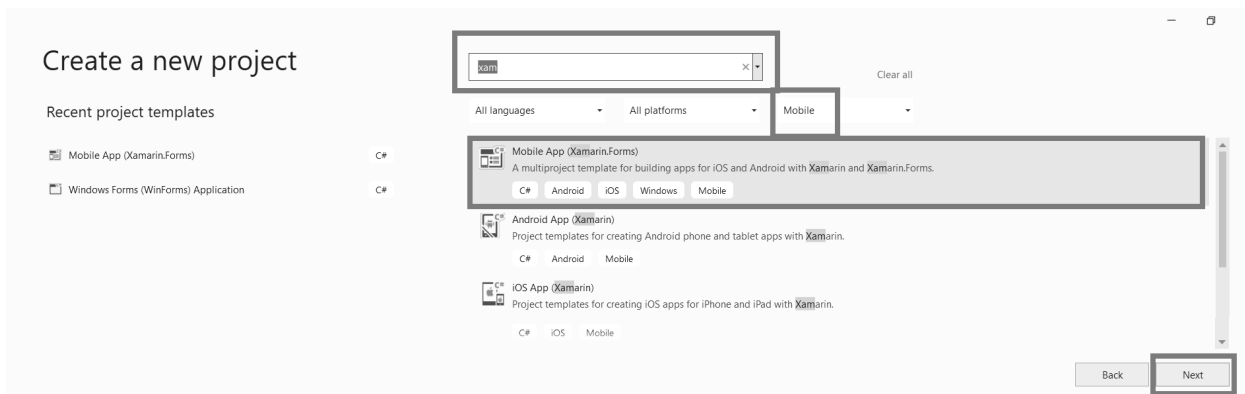 Create a new project
xam
Clear all
Recent project templates
All languages All platforms Mobile
Mobile App (Xamarin.Forms) C#
Windows Forms (WinForms) Application C#
Mobile App (Xamarin.Forms)
A multiproject template for building apps for iOS and Android with Xamarin and Xamarin.Forms.
C# Android iOS Windows Mobile
Android App (Xamarin)
Project templates for creating Android phone and tablet apps with Xamarin.
C# Android Mobile
iOS App (Xamarin)
Project templates for creating iOS apps for iPhone and iPad with Xamarin.
C# iOS Mobile
Back Next